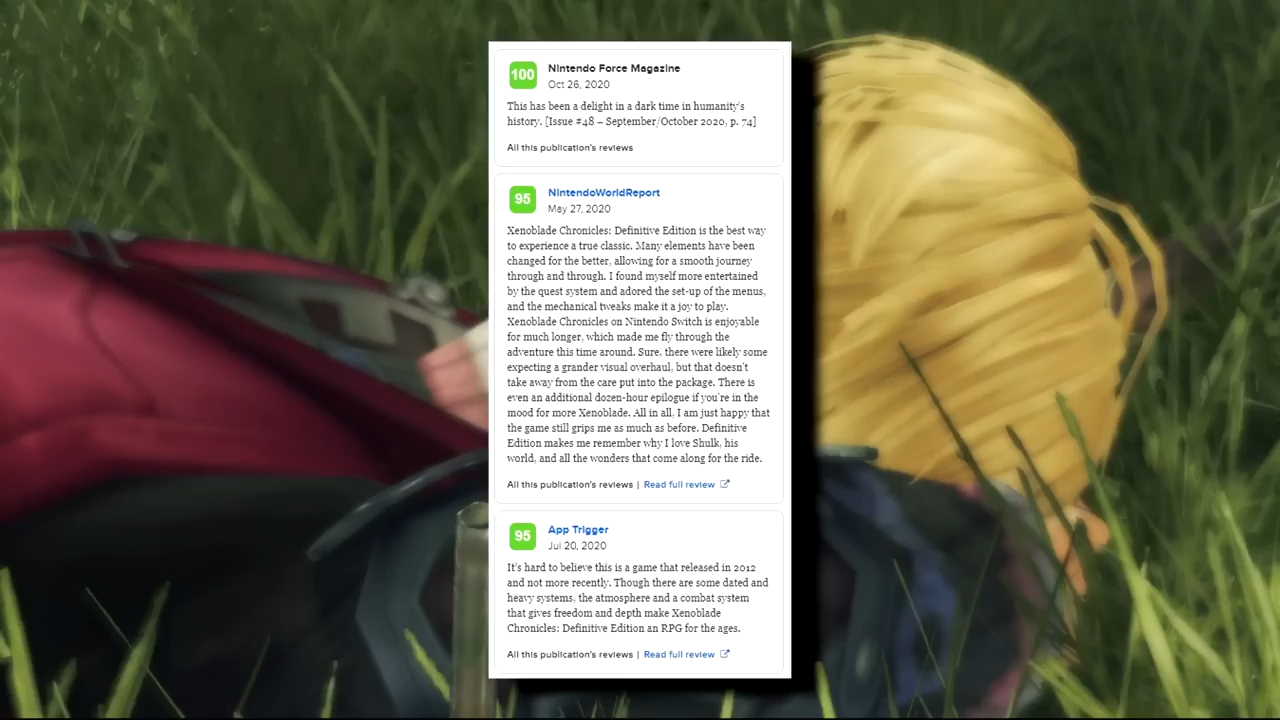 100
Nintendo Force Magazine
Oct 26, 2020
This has been a delight in a dark time in humanity's
history. [Issue #48 – September/October 2020, p. 74]
All this publication's reviews
95
NintendoWorldReport
May 27, 2020
Xenoblade Chronicles: Definitive Edition is the best way
to experience a true classic. Many elements have been
changed for the better, allowing for a smooth journey
through and through. I found myself more entertained
by the quest system and adored the set-up of the menus,
and the mechanical tweaks make it a joy to play.
Xenoblade Chronicles on Nintendo Switch is enjoyable
for much longer, which made me fly through the
adventure this time around. Sure, there were likely some
expecting a grander visual overhaul, but that doesn't
take away from the care put into the package. There is
even an additional dozen-hour epilogue if you're in the
mood for more Xenoblade. All in all, I am just happy that
the game still grips me as much as before. Definitive
Edition makes me remember why I love Shulk, his
world, and all the wonders that come along for the ride.
All this publication's reviews | Read full review
95
App Trigger
Jul 20, 2020
It's hard to believe this is a game that released in 2012
and not more recently. Though there are some dated and
heavy systems, the atmosphere and a combat system
that gives freedom and depth make Xenoblade
Chronicles: Definitive Edition an RPG for the ages.
All this publication's reviews | Read full review